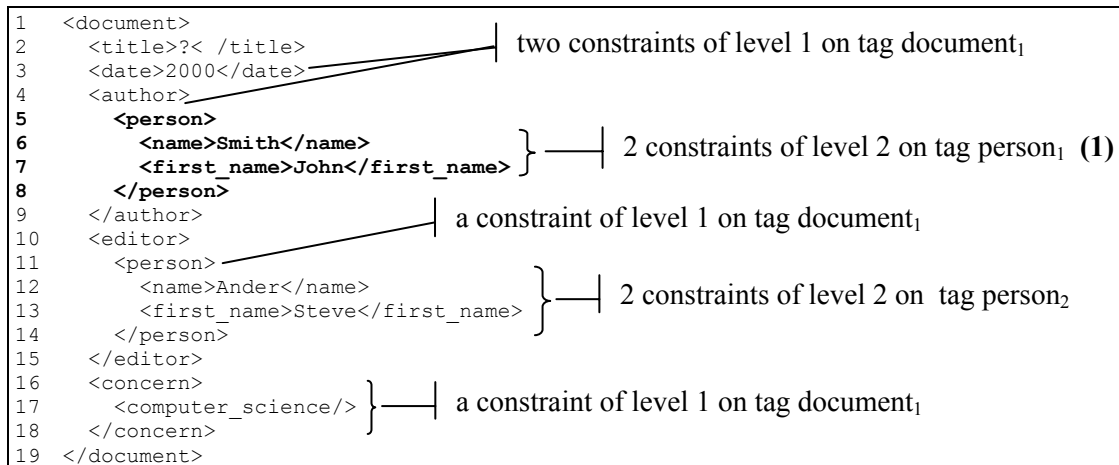 1 <document>
2 <title>?< /title>
two constraints of level 1 on tag document₁
3 <date>2000</date>
4 <author>
5 <person>
6 <name>Smith</name>
2 constraints of level 2 on tag person₁ (1)
7 <first_name>John</first_name>
8 </person>
9 </author>
a constraint of level 1 on tag document₁
10 <editor>
11 <person>
12 <name>Ander</name>
2 constraints of level 2 on tag person₂
13 <first_name>Steve</first_name>
14 </person>
15 </editor>
16 <concern>
17 <computer_science/>
a constraint of level 1 on tag document₁
18 </concern>
19 </document>